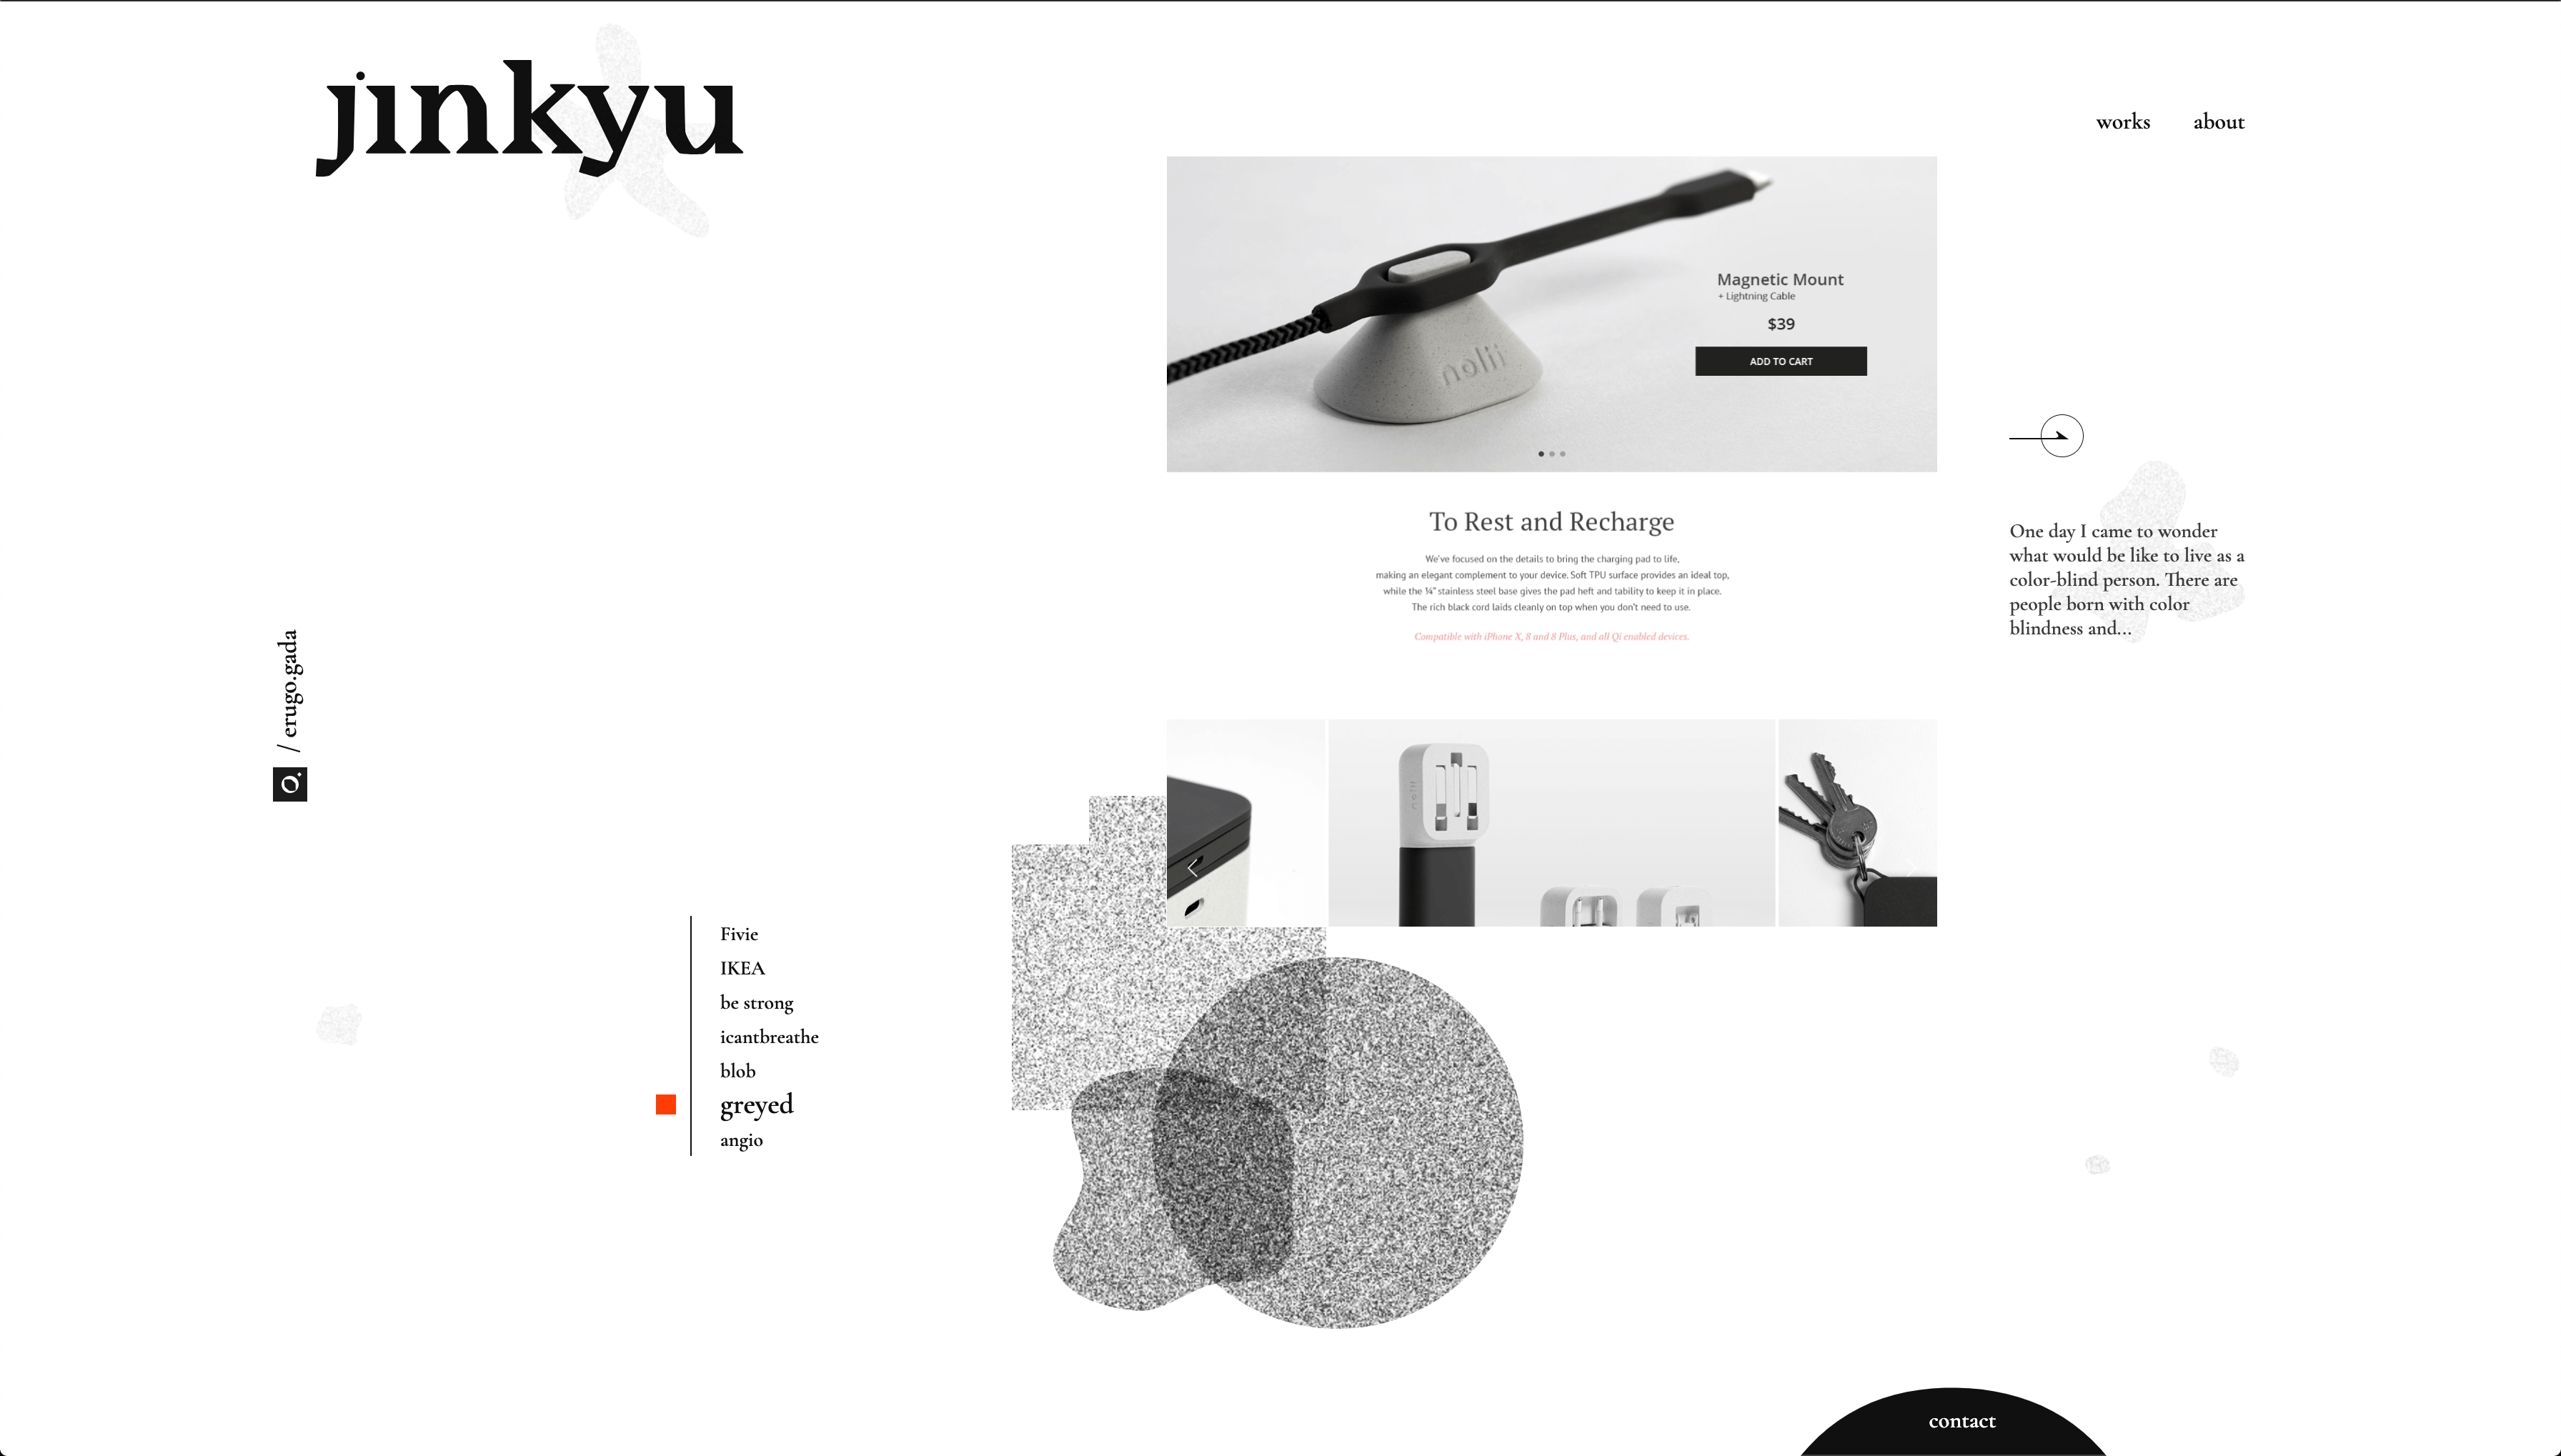 jinkyu
works
about
Magnetic Mount
+ Lightning Cable
$39
ADD TO CART
nolii
To Rest and Recharge
We've focused on the details to bring the charging pad to life,
making an elegant complement to your device. Soft TPU surface provides an ideal top,
while the ¼" stainless steel base gives the pad heft and tability to keep it in place.
The rich black cord laids cleanly on top when you don't need to use.
Compatible with iPhone X, 8 and 8 Plus, and all Qi enabled devices.
One day I came to wonder
what would be like to live as a
color-blind person. There are
people born with color
blindness and...
/ erugo.gada
nolii
Fivie
IKEA
be strong
icantbreathe
blob
greyed
angio
contact